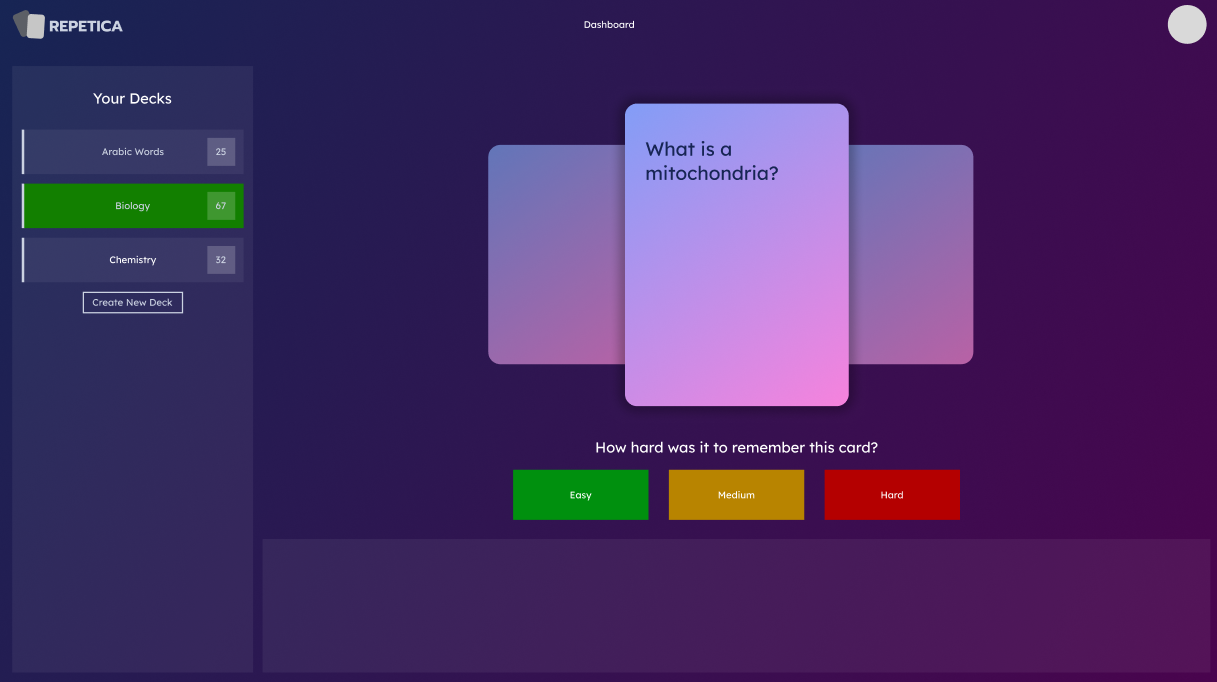 REPETICA
Dashboard
Your Decks
Arabic Words 25
Biology 67
Chemistry 32
Create New Deck
What is a
mitochondria?
How hard was it to remember this card?
Easy
Medium
Hard